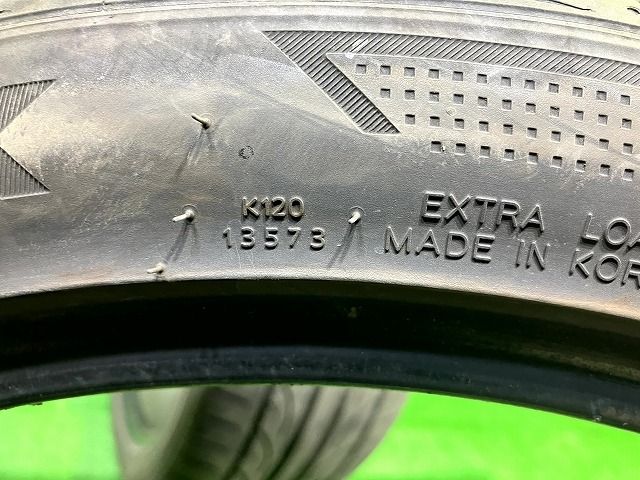 K120
13573
EXTRA LOA
MADE IN KOR